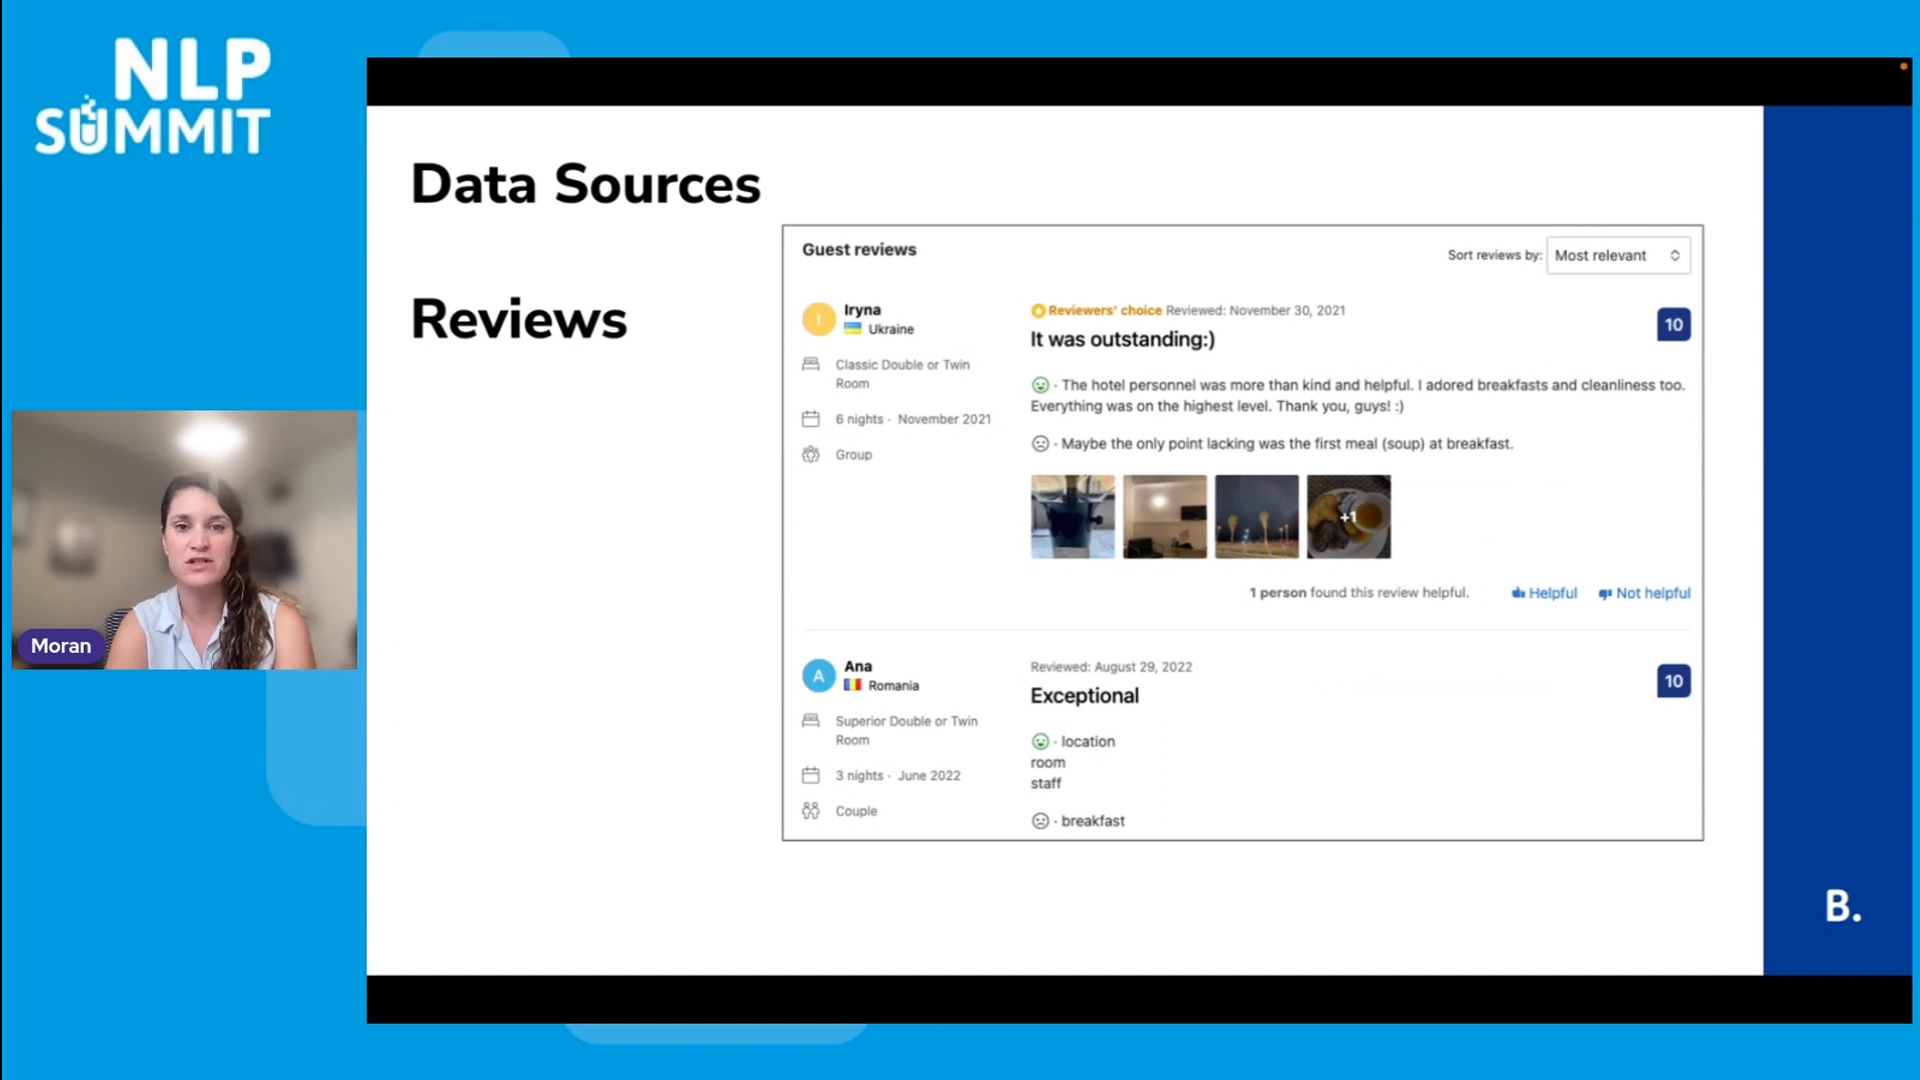 NLP
SUMMIT
Data Sources
Reviews
Guest reviews
Sort reviews by: Most relevant
I
Iryna
Ukraine
Classic Double or Twin
Room
6 nights · November 2021
Group
Reviewers' choice Reviewed: November 30, 2021
It was outstanding:)
10
· The hotel personnel was more than kind and helpful. I adored breakfasts and cleanliness too.
Everything was on the highest level. Thank you, guys! :)
· Maybe the only point lacking was the first meal (soup) at breakfast.
+1
1 person found this review helpful. Helpful Not helpful
A
Ana
Romania
Superior Double or Twin
Room
3 nights · June 2022
Couple
Reviewed: August 29, 2022
Exceptional
10
· location
room
staff
· breakfast
Moran
B.